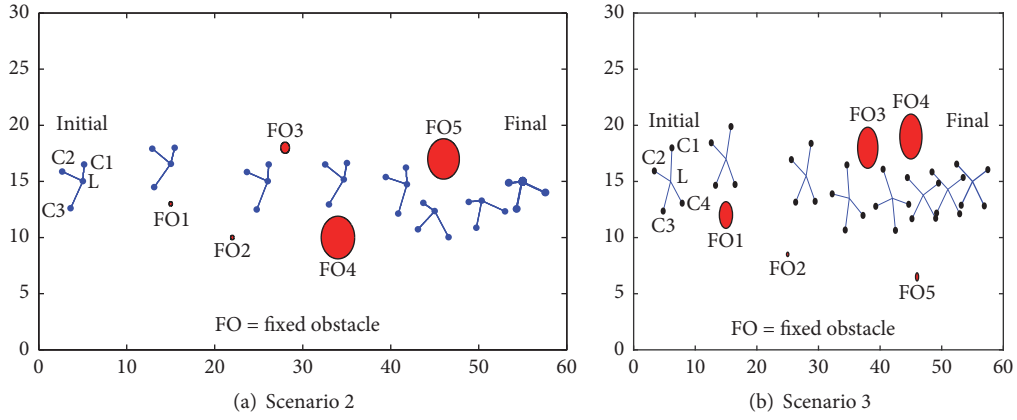 30
25
20
15
10
5
0
0
10
20
30
40
50
60
Initial
C2
C1
L
C3
FO1
FO2
FO3
FO4
FO5
Final
FO = fixed obstacle
(a) Scenario 2
30
25
20
15
10
5
0
0
10
20
30
40
50
60
Initial
C2
C1
L
C4
C3
FO1
FO2
FO3
FO4
FO5
Final
FO = fixed obstacle
(b) Scenario 3